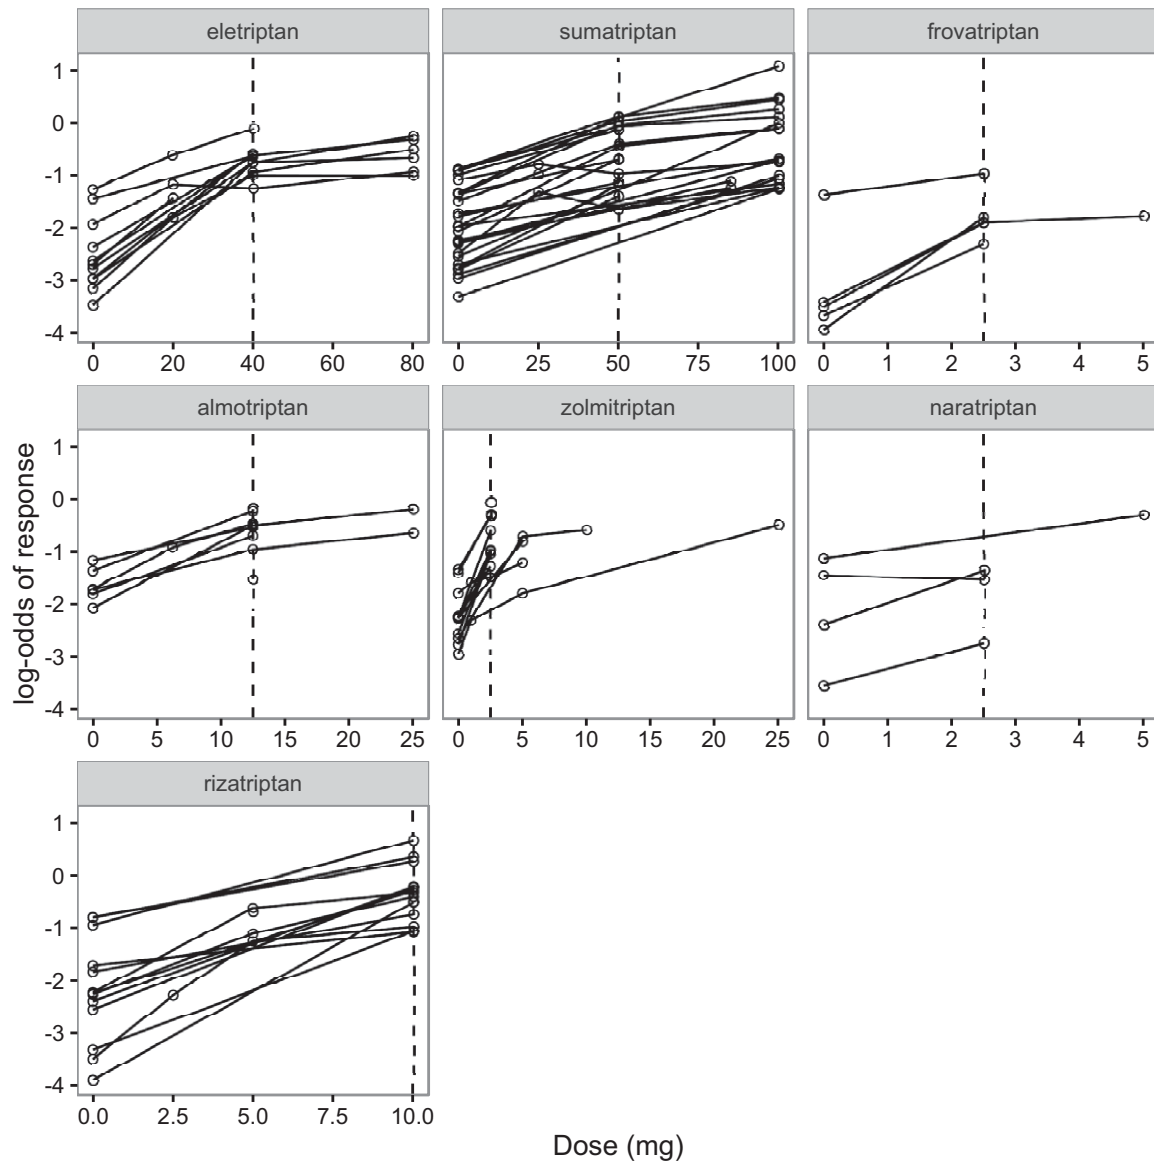 eletriptan sumatriptan frovatriptan
1
0
-1
-2
-3
-4
0 20 40 60 80 0 25 50 75 100 0 1 2 3 4 5
almotriptan zolmitriptan naratriptan
log-odds of response
1
0
-1
-2
-3
-4
0 5 10 15 20 25 0 5 10 15 20 25 0 1 2 3 4 5
rizatriptan
1
0
-1
-2
-3
-4
0.0 2.5 5.0 7.5 10.0
Dose (mg)